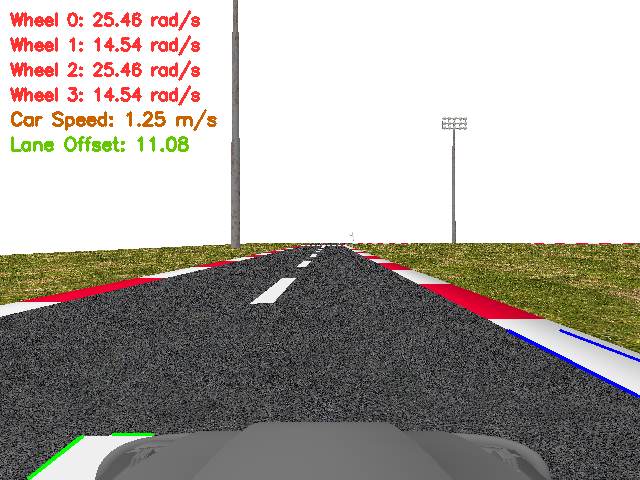 Wheel 0: 25.46 rad/s
Wheel 1: 14.54 rad/s
Wheel 2: 25.46 rad/s
Wheel 3: 14.54 rad/s
Car Speed: 1.25 m/s
Lane Offset: 11.08